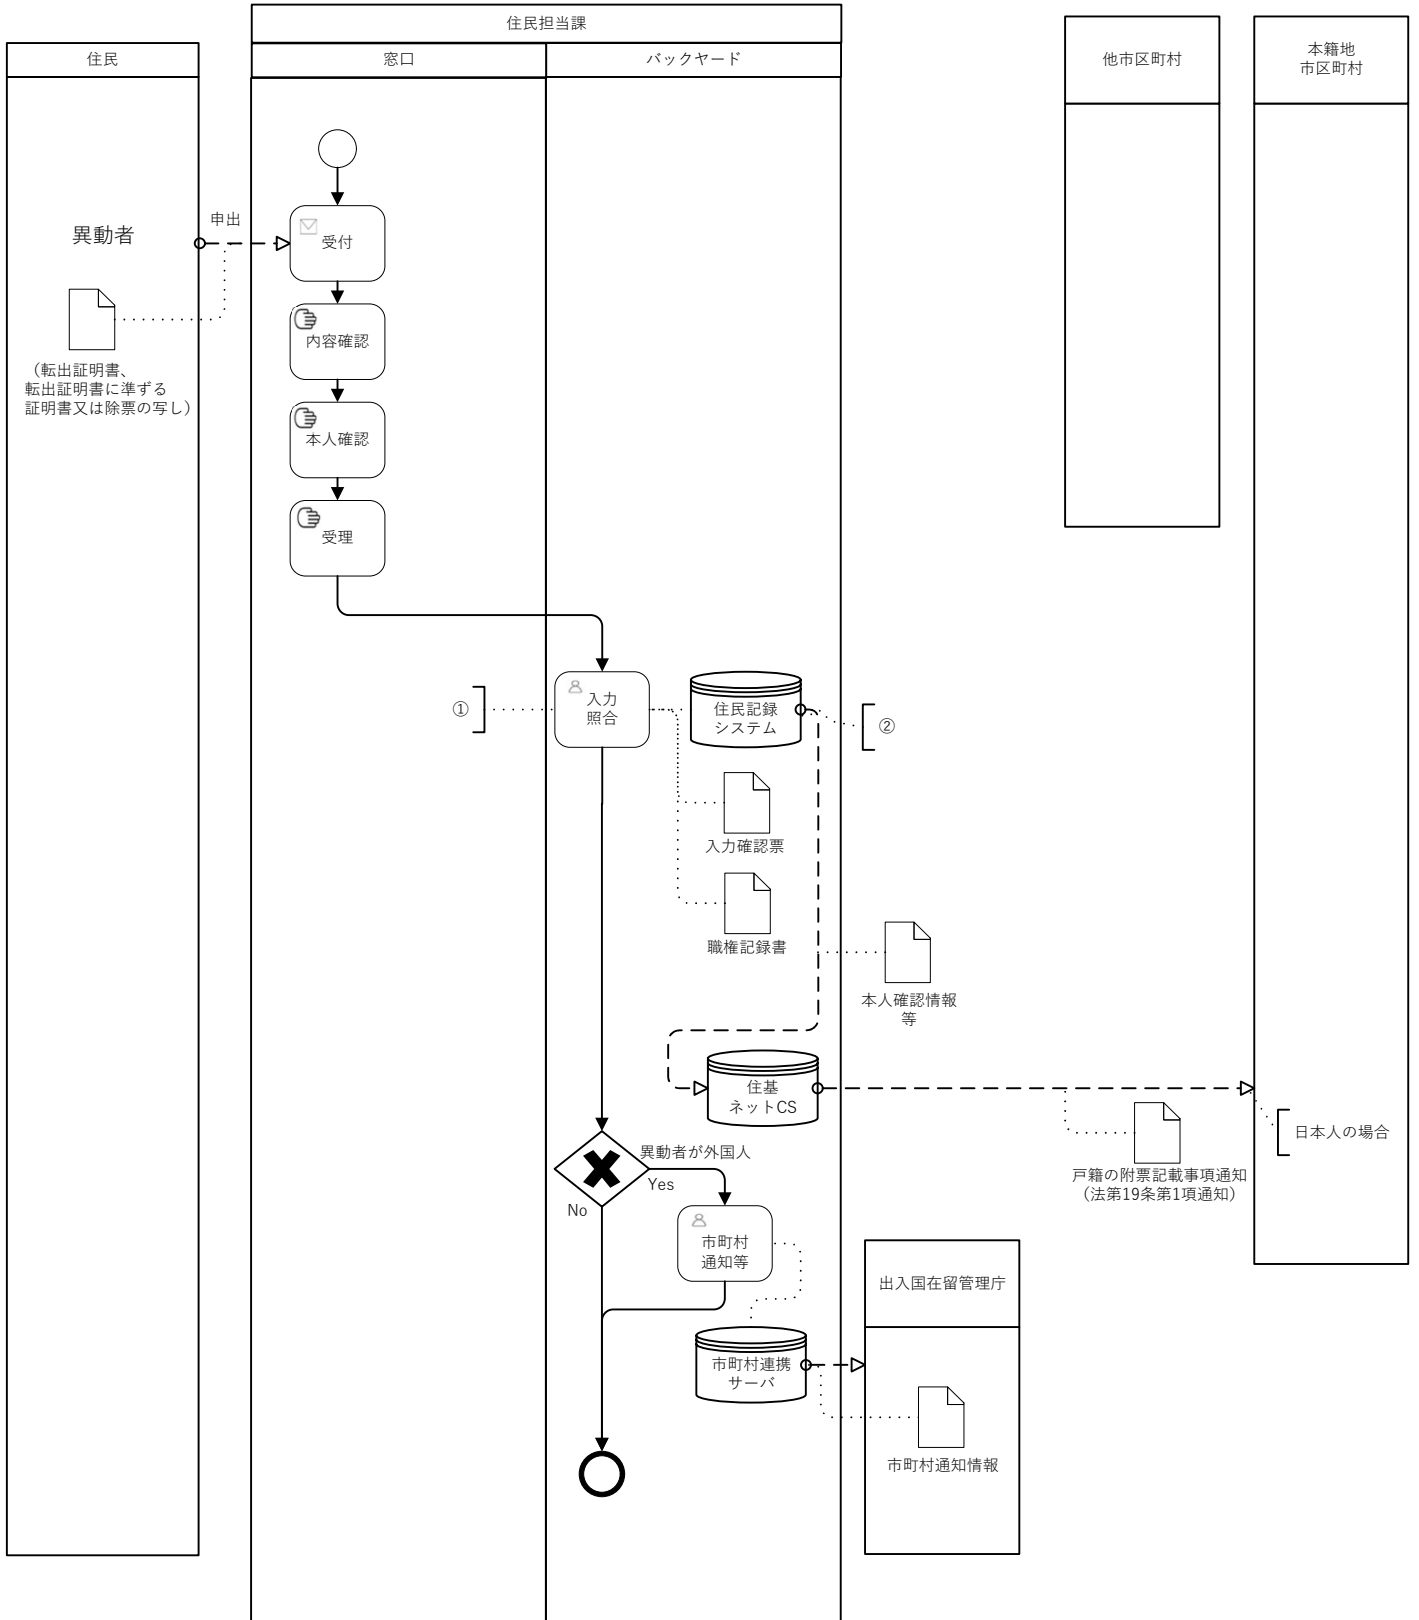 住民担当課
住民
窓口
バックヤード
他市区町村
本籍地
市区町村
申出
異動者
受付
内容確認
（転出証明書、
転出証明書に準ずる
証明書又は除票の写し）
本人確認
受理
①
入力
照合
住民記録
システム
②
入力確認票
職権記録書
本人確認情報
等
住基
ネットCS
日本人の場合
戸籍の附票記載事項通知
（法第19条第1項通知）
異動者が外国人
Yes
No
市町村
通知等
出入国在留管理庁
市町村連携
サーバ
市町村通知情報